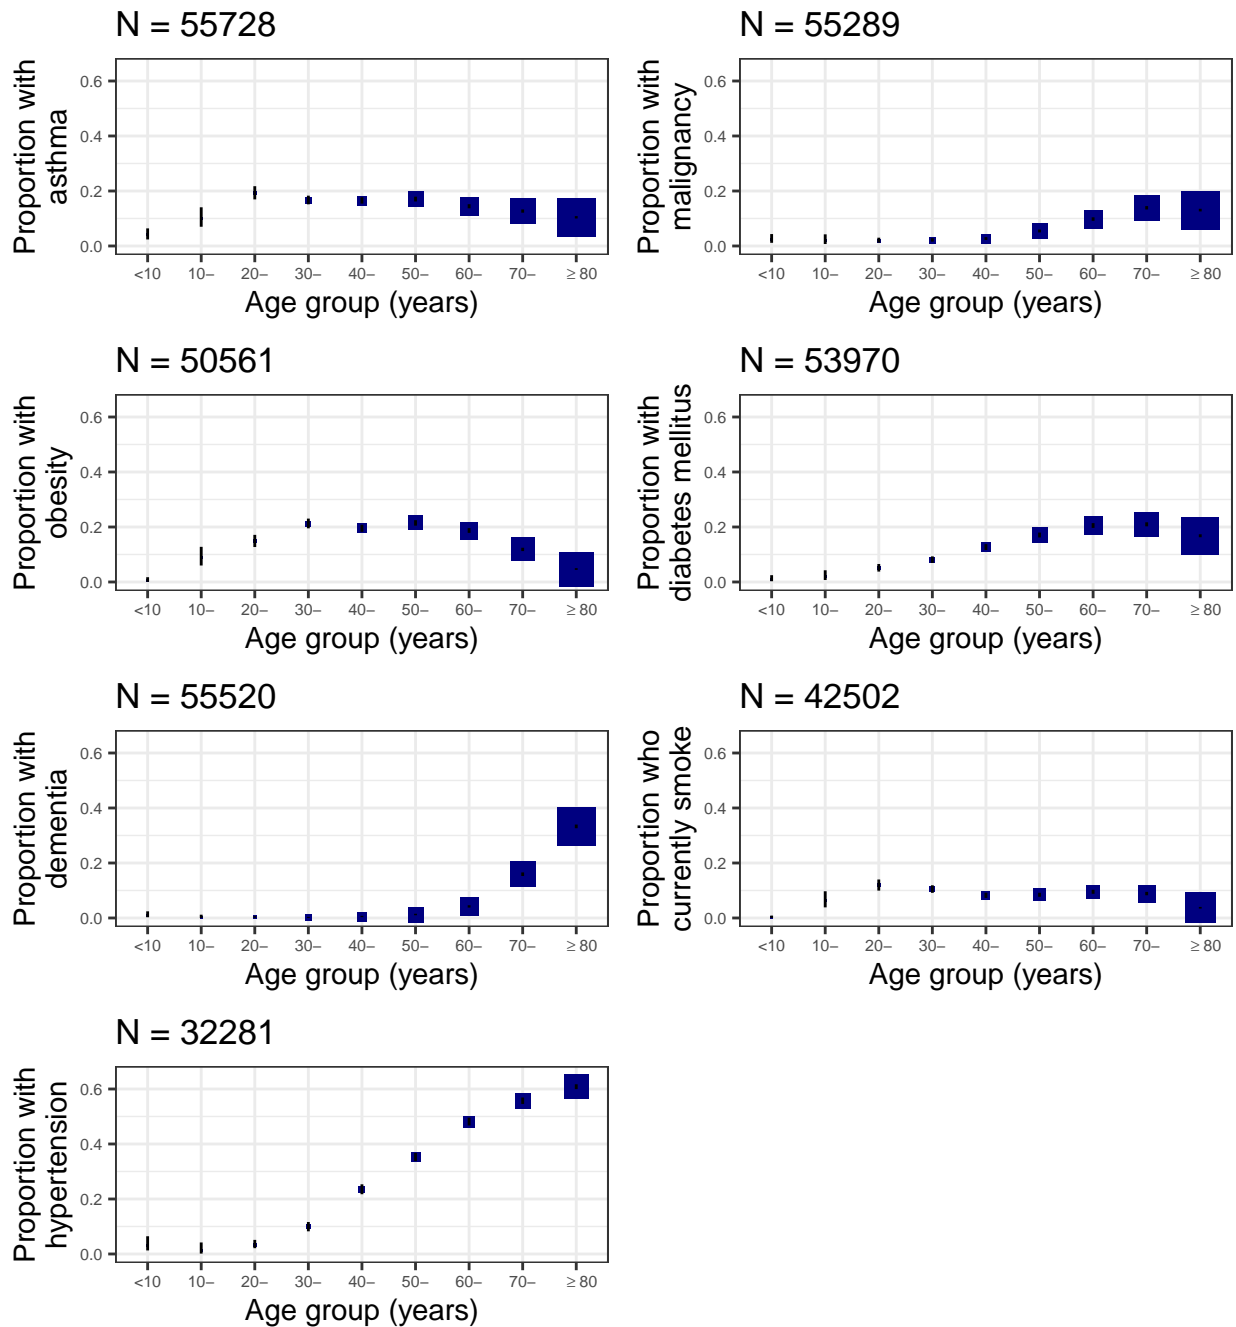 N = 55728
Proportion with
asthma
0.6
0.4
0.2
0.0
<10 10– 20– 30– 40– 50– 60– 70– ≥ 80
Age group (years)
N = 55289
Proportion with
malignancy
0.6
0.4
0.2
0.0
<10 10– 20– 30– 40– 50– 60– 70– ≥ 80
Age group (years)
N = 50561
Proportion with
obesity
0.6
0.4
0.2
0.0
<10 10– 20– 30– 40– 50– 60– 70– ≥ 80
Age group (years)
N = 53970
Proportion with
diabetes mellitus
0.6
0.4
0.2
0.0
<10 10– 20– 30– 40– 50– 60– 70– ≥ 80
Age group (years)
N = 55520
Proportion with
dementia
0.6
0.4
0.2
0.0
<10 10– 20– 30– 40– 50– 60– 70– ≥ 80
Age group (years)
N = 42502
Proportion who
currently smoke
0.6
0.4
0.2
0.0
<10 10– 20– 30– 40– 50– 60– 70– ≥ 80
Age group (years)
N = 32281
Proportion with
hypertension
0.6
0.4
0.2
0.0
<10 10– 20– 30– 40– 50– 60– 70– ≥ 80
Age group (years)